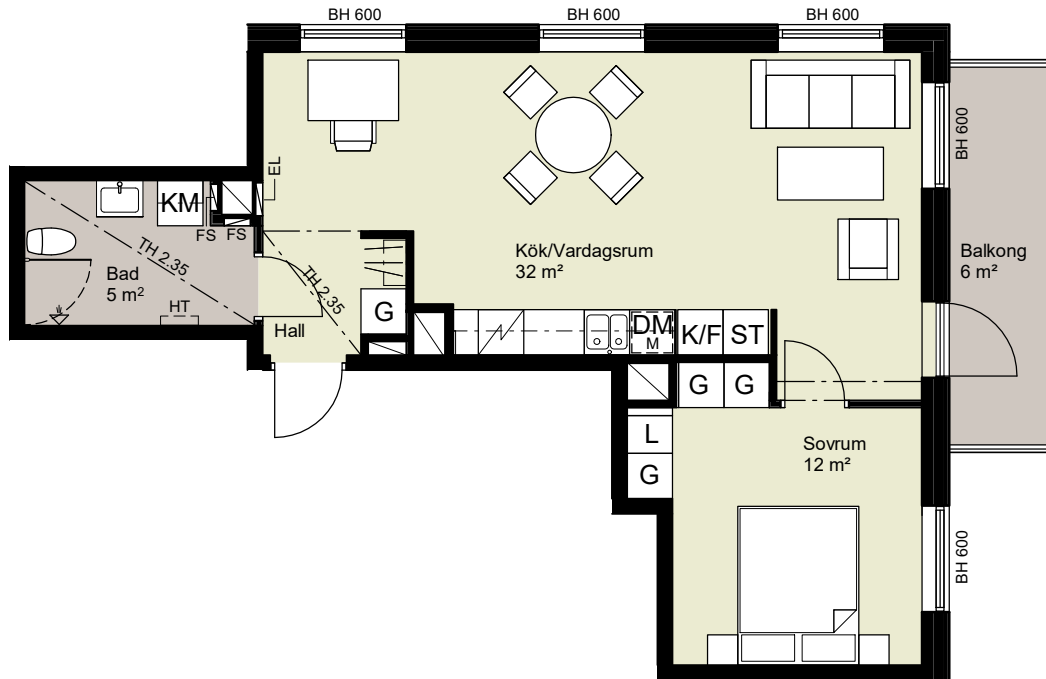 BH 600
BH 600
BH 600
BH 600
EL
KM
FS
FS
TH 2.35
Bad
5 m²
HT
TH 2.35
Hall
G
Kök/Vardagsrum
32 m²
Balkong
6 m²
DM
M
K/F
ST
G
G
L
G
Sovrum
12 m²
BH 600